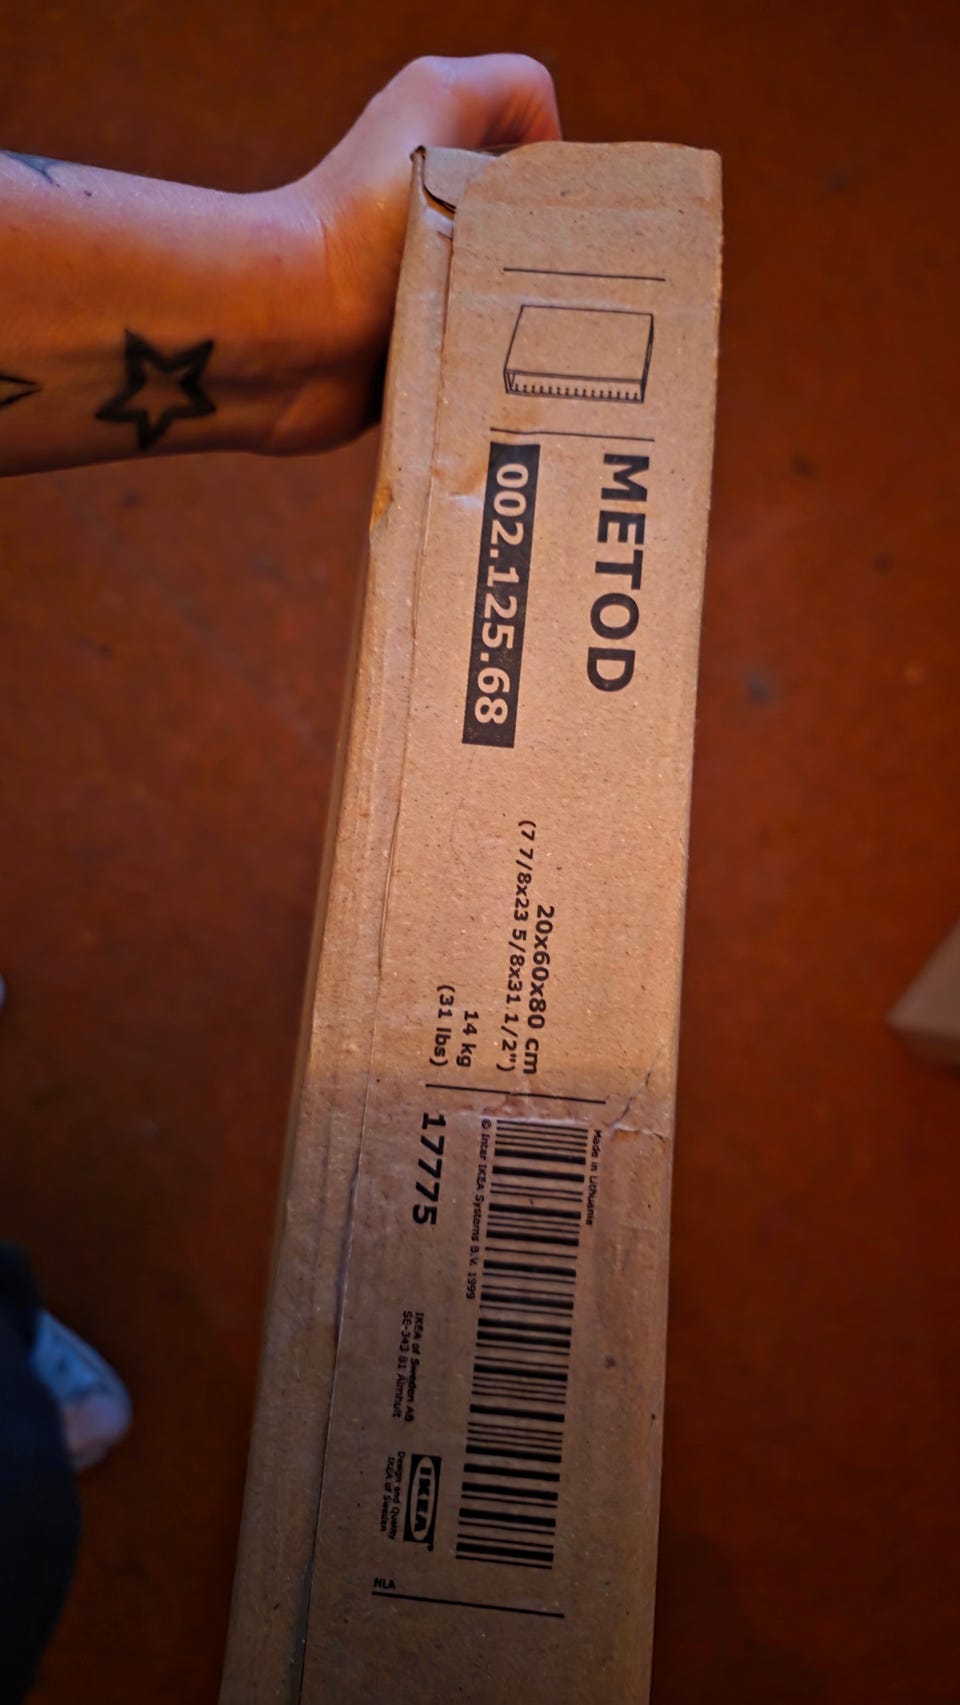 METOD
002.125.68
20x60x80 cm
(7 7/8x23 5/8x31 1/2")
14 kg
(31 lbs)
Made in Lithuania
© Inter IKEA Systems B.V. 1999
17775
IKEA of Sweden AB
SE-343 81 Älmhult
IKEA®
Design and Quality
IKEA of Sweden
NLA